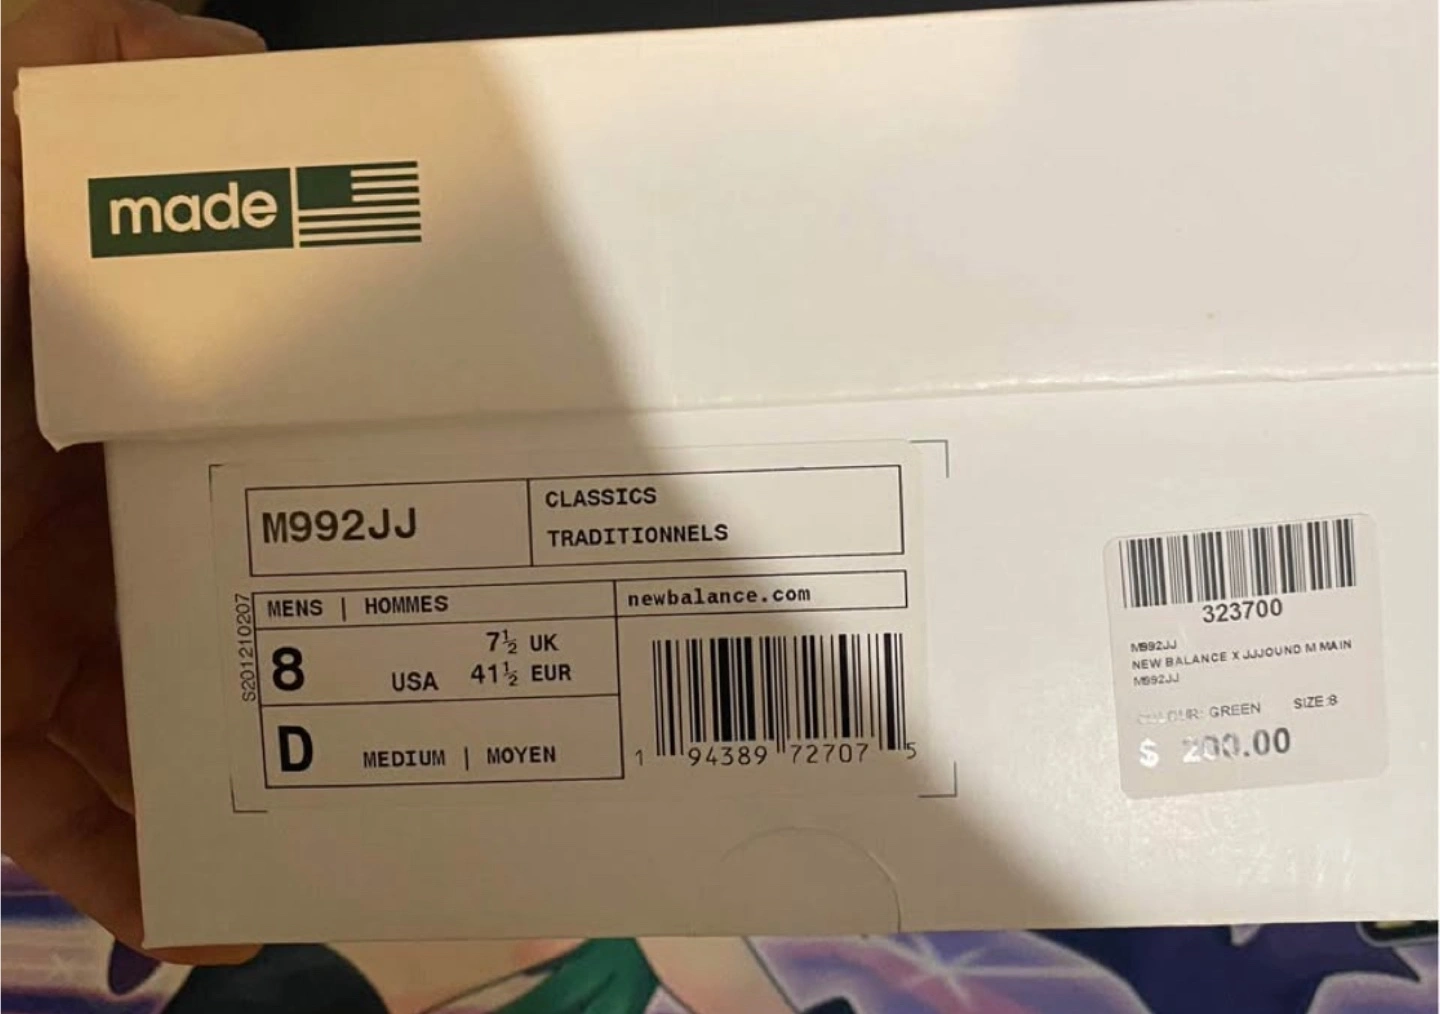 made
M992JJ
CLASSICS
TRADITIONNELS
MENS | HOMMES
newbalance.com
8
USA
7½ UK
41½ EUR
D
MEDIUM | MOYEN
S201210207
1 94389 72707 5
323700
M992JJ
NEW BALANCE X JJJOUND M MAIN
M992JJ
COLOUR: GREEN SIZE:8
$ 200.00